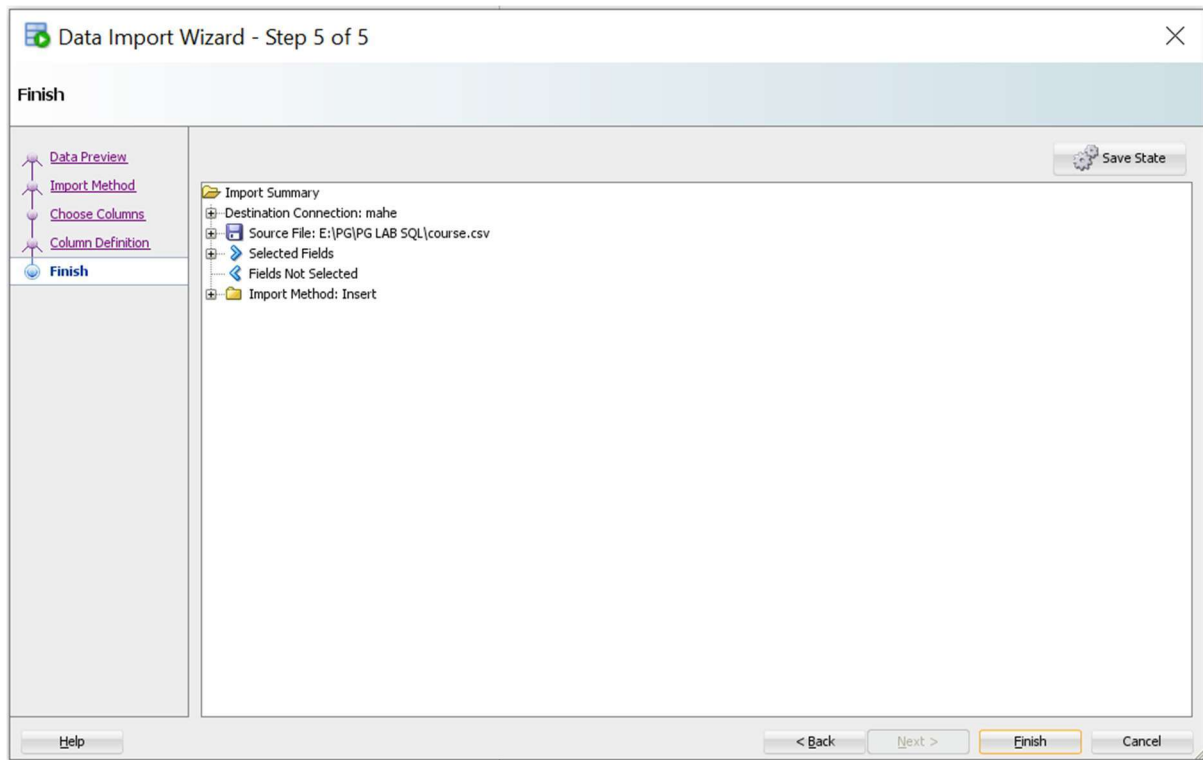 Data Import Wizard - Step 5 of 5
Finish
Data Preview
Import Method
Choose Columns
Column Definition
Finish
Save State
Import Summary
Destination Connection: mahe
Source File: E:\PG\PG LAB SQL\course.csv
Selected Fields
Fields Not Selected
Import Method: Insert
Help
< Back
Next >
Finish
Cancel